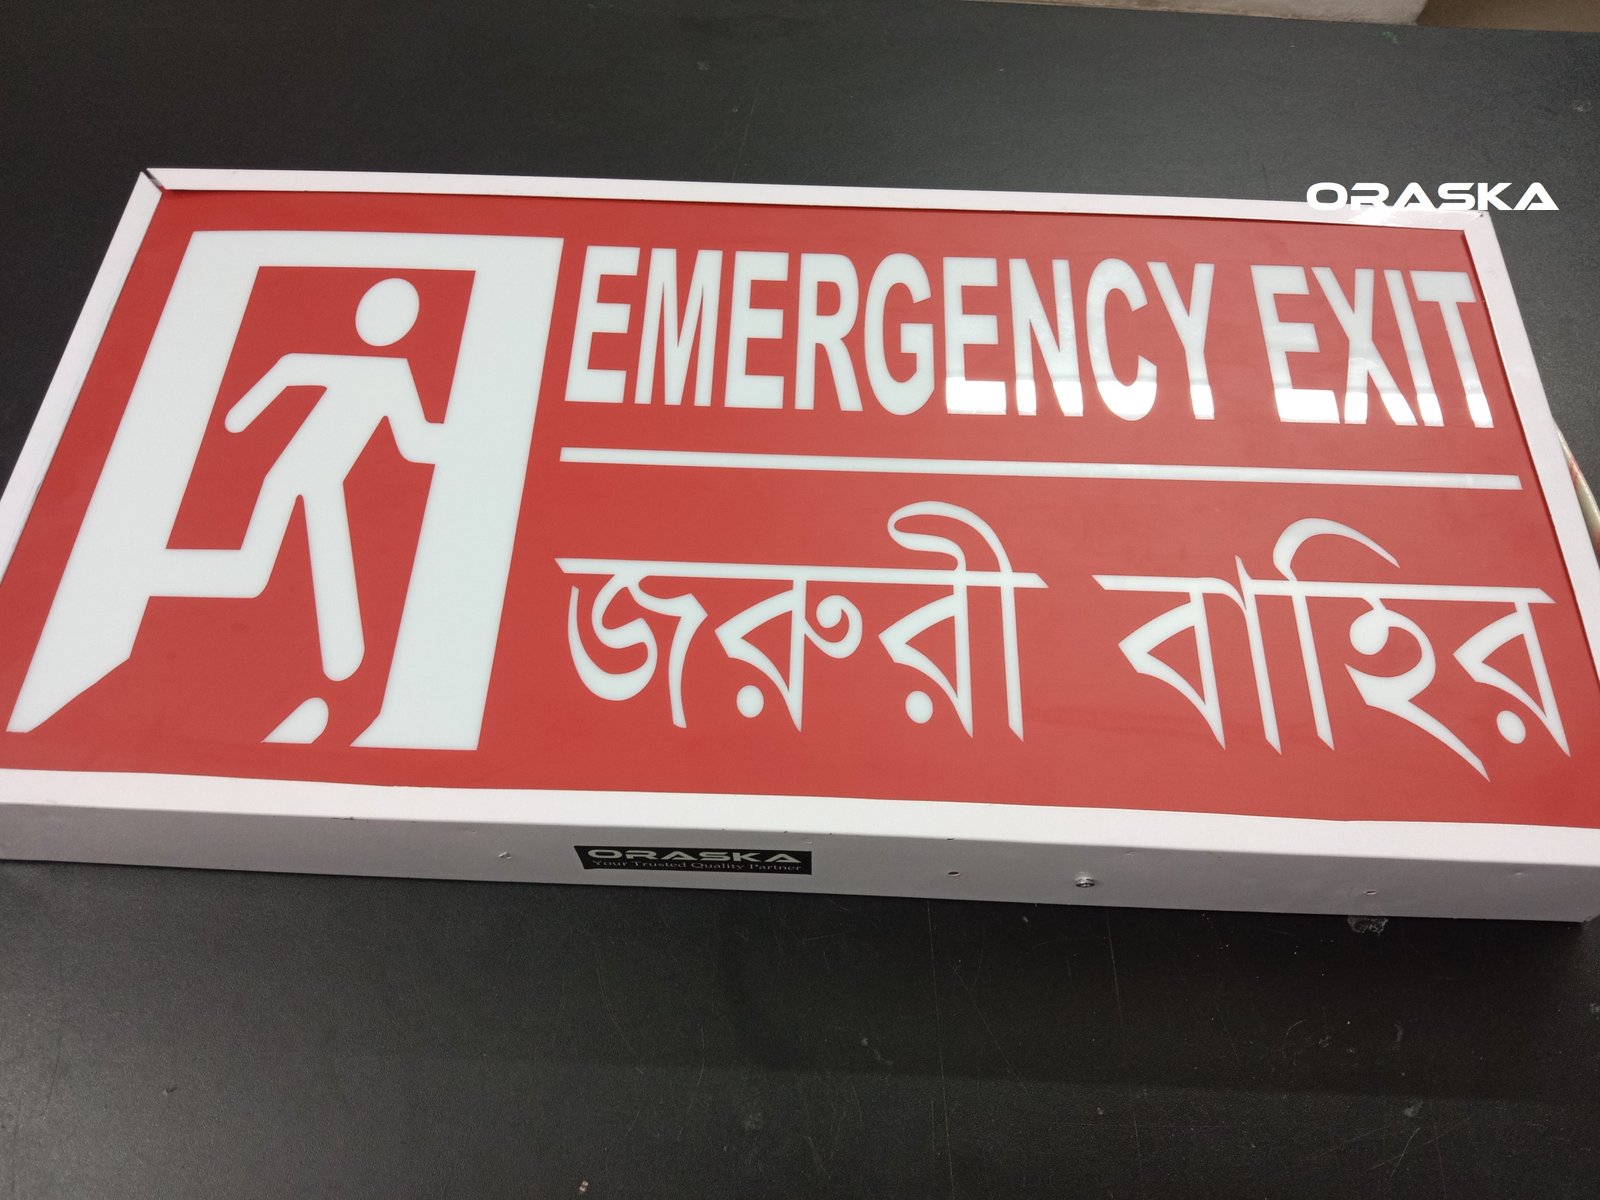 ORASKA
EMERGENCY EXIT
জরুরী বাহির
ORASKA
Your Trusted Quality Partner